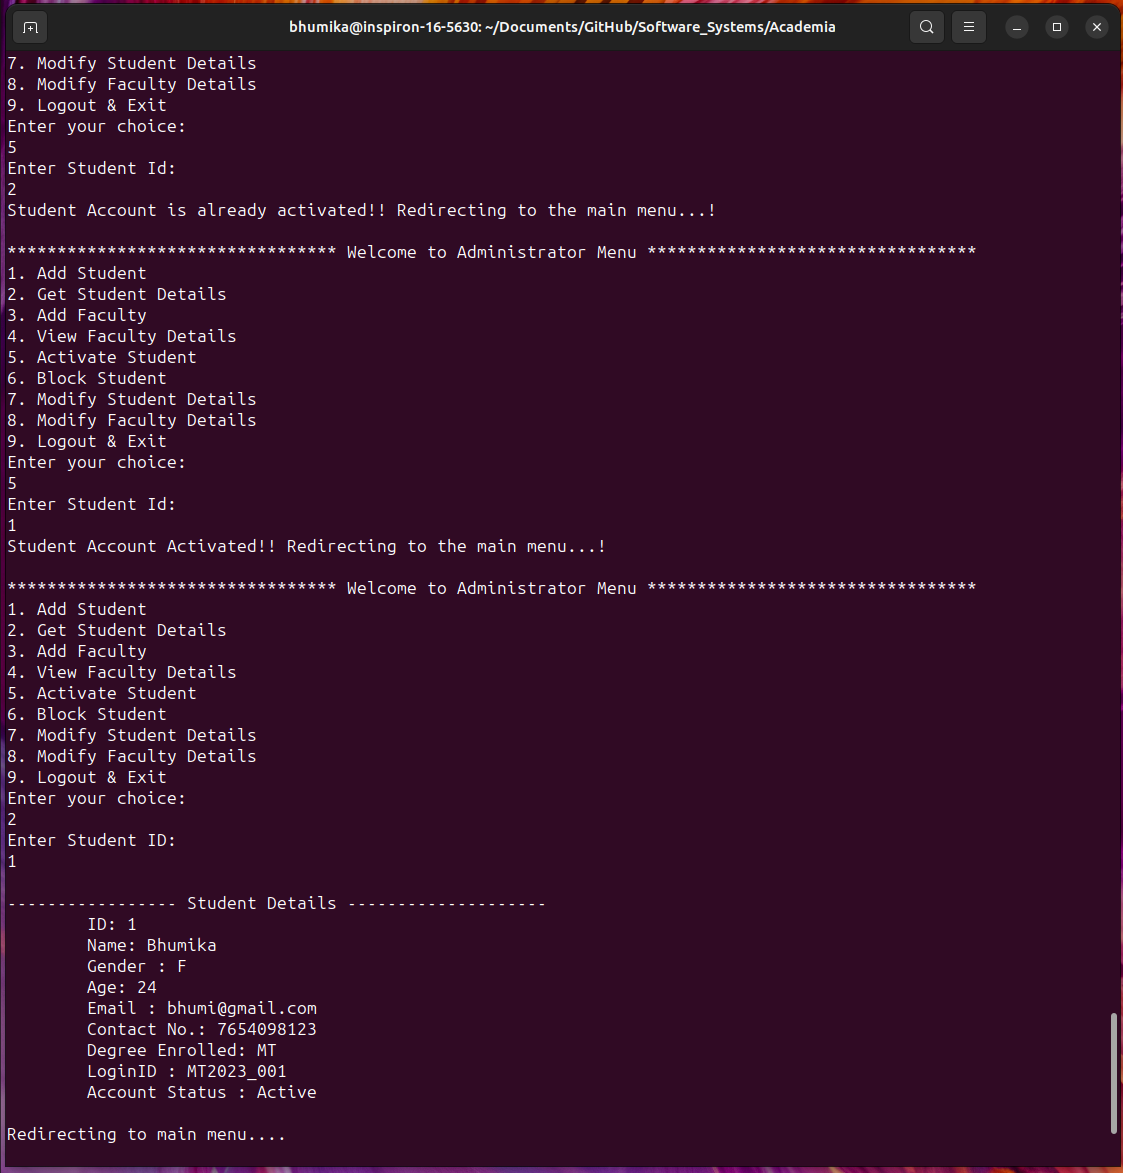 bhumika@inspiron-16-5630: ~/Documents/GitHub/Software_Systems/Academia
7. Modify Student Details
8. Modify Faculty Details
9. Logout & Exit
Enter your choice:
5
Enter Student Id:
2
Student Account is already activated!! Redirecting to the main menu...!
********************************* Welcome to Administrator Menu *********************************
1. Add Student
2. Get Student Details
3. Add Faculty
4. View Faculty Details
5. Activate Student
6. Block Student
7. Modify Student Details
8. Modify Faculty Details
9. Logout & Exit
Enter your choice:
5
Enter Student Id:
1
Student Account Activated!! Redirecting to the main menu...!
********************************* Welcome to Administrator Menu *********************************
1. Add Student
2. Get Student Details
3. Add Faculty
4. View Faculty Details
5. Activate Student
6. Block Student
7. Modify Student Details
8. Modify Faculty Details
9. Logout & Exit
Enter your choice:
2
Enter Student ID:
1
----------------- Student Details --------------------
ID: 1
Name: Bhumika
Gender : F
Age: 24
Email : bhumi@gmail.com
Contact No.: 7654098123
Degree Enrolled: MT
LoginID : MT2023_001
Account Status : Active
Redirecting to main menu....